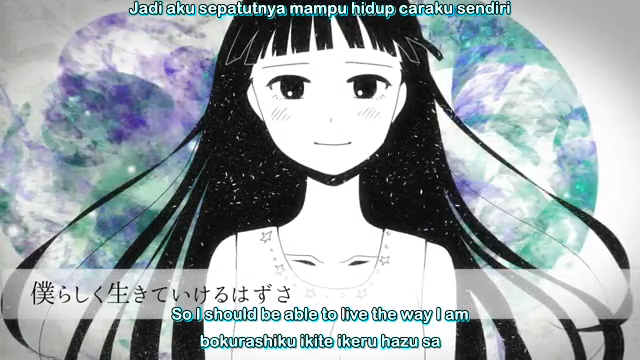 Jadi aku sepatutnya mampu hidup caraku sendiri
僕らしく生きていけるはずさ
So I should be able to live the way I am
bokurashiku ikite ikeru hazu sa